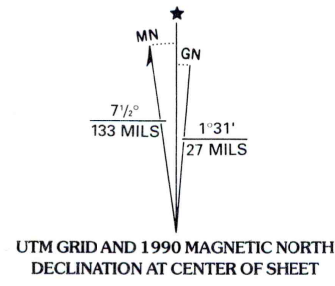 MN
GN
7½°
133 MILS
1°31'
27 MILS
UTM GRID AND 1990 MAGNETIC NORTH
DECLINATION AT CENTER OF SHEET